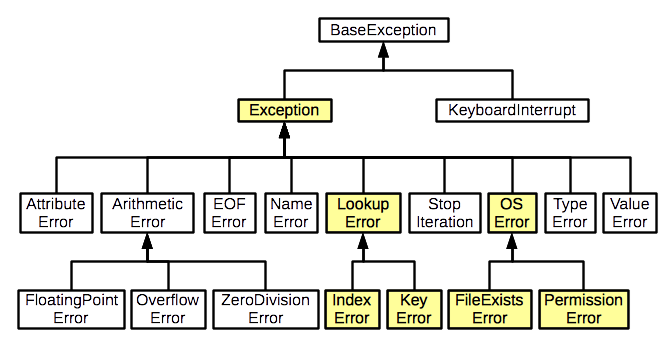 BaseException
Exception
KeyboardInterrupt
Attribute
Error
Arithmetic
Error
EOF
Error
Name
Error
Lookup
Error
Stop
Iteration
OS
Error
Type
Error
Value
Error
FloatingPoint
Error
Overflow
Error
ZeroDivision
Error
Index
Error
Key
Error
FileExists
Error
Permission
Error